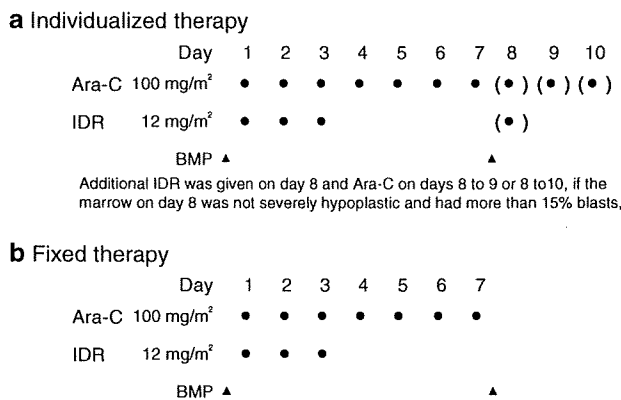 a Individualized therapy
Day 1 2 3 4 5 6 7 8 9 10
Ara-C 100 mg/m² • • • • • • • (•) (•) (•)
IDR 12 mg/m² • • • (•)
BMP ▲ ▲
Additional IDR was given on day 8 and Ara-C on days 8 to 9 or 8 to10, if the
marrow on day 8 was not severely hypoplastic and had more than 15% blasts,
b Fixed therapy
Day 1 2 3 4 5 6 7
Ara-C 100 mg/m² • • • • • • •
IDR 12 mg/m² • • •
BMP ▲ ▲